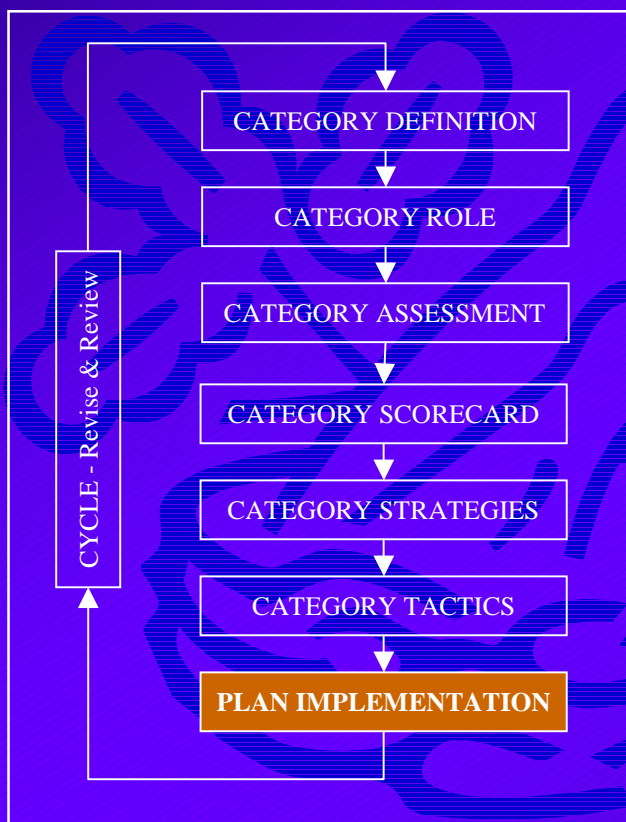 CATEGORY DEFINITION
CATEGORY ROLE
CATEGORY ASSESSMENT
CATEGORY SCORECARD
CATEGORY STRATEGIES
CATEGORY TACTICS
PLAN IMPLEMENTATION
CYCLE - Revise & Review